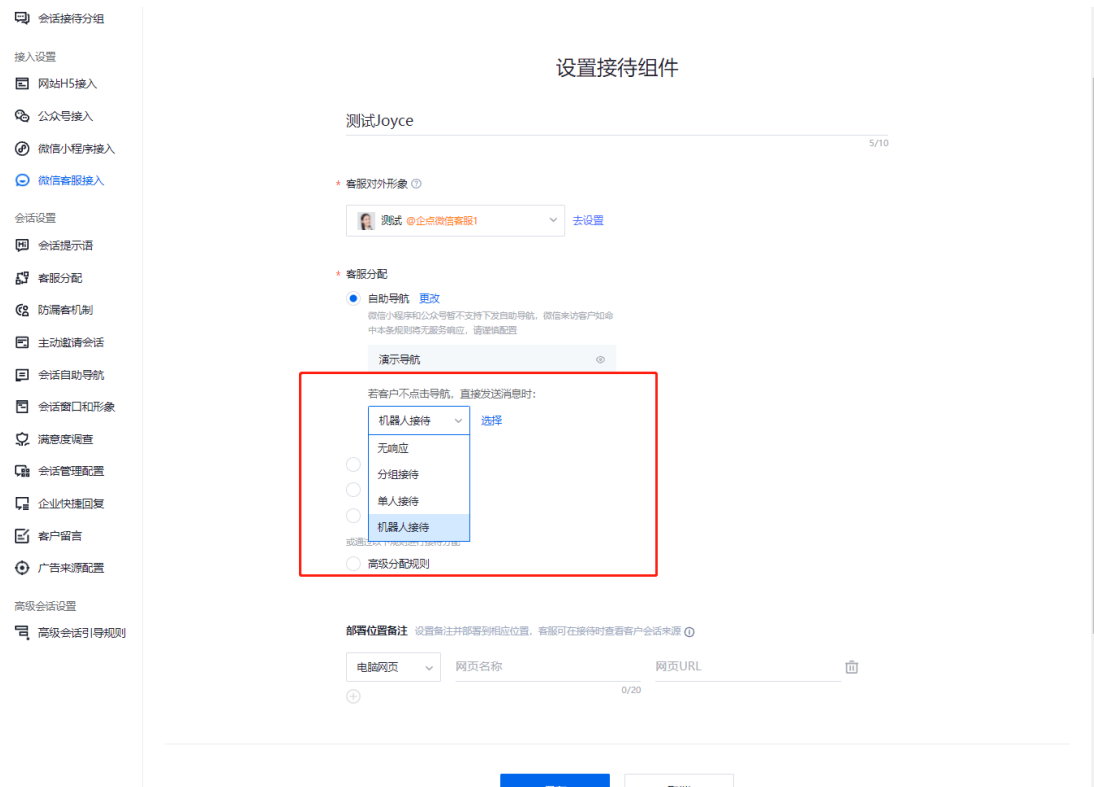 会话接待分组
接入设置
网站H5接入
公众号接入
微信小程序接入
微信客服接入
会话设置
会话提示语
客服分配
防漏客机制
主动邀请会话
会话自助导航
会话窗口和形象
满意度调查
会话管理配置
企业快捷回复
客户留言
广告来源配置
高级会话设置
高级会话引导规则
设置接待组件
测试Joyce
5/10
* 客服对外形象
测试 @企点微信客服1 去设置
* 客服分配
自助导航 更改
微信小程序和公众号暂不支持下发自助导航，微信来访客户如命
中本条规则将无服务响应，请谨慎配置
演示导航
若客户不点击导航，直接发送消息时：
机器人接待 选择
无响应
分组接待
单人接待
机器人接待
高级分配规则
部署位置备注 设置备注并部署到相应位置，客服可在接待时查看客户会话来源
电脑网页 网页名称 网页URL
0/20